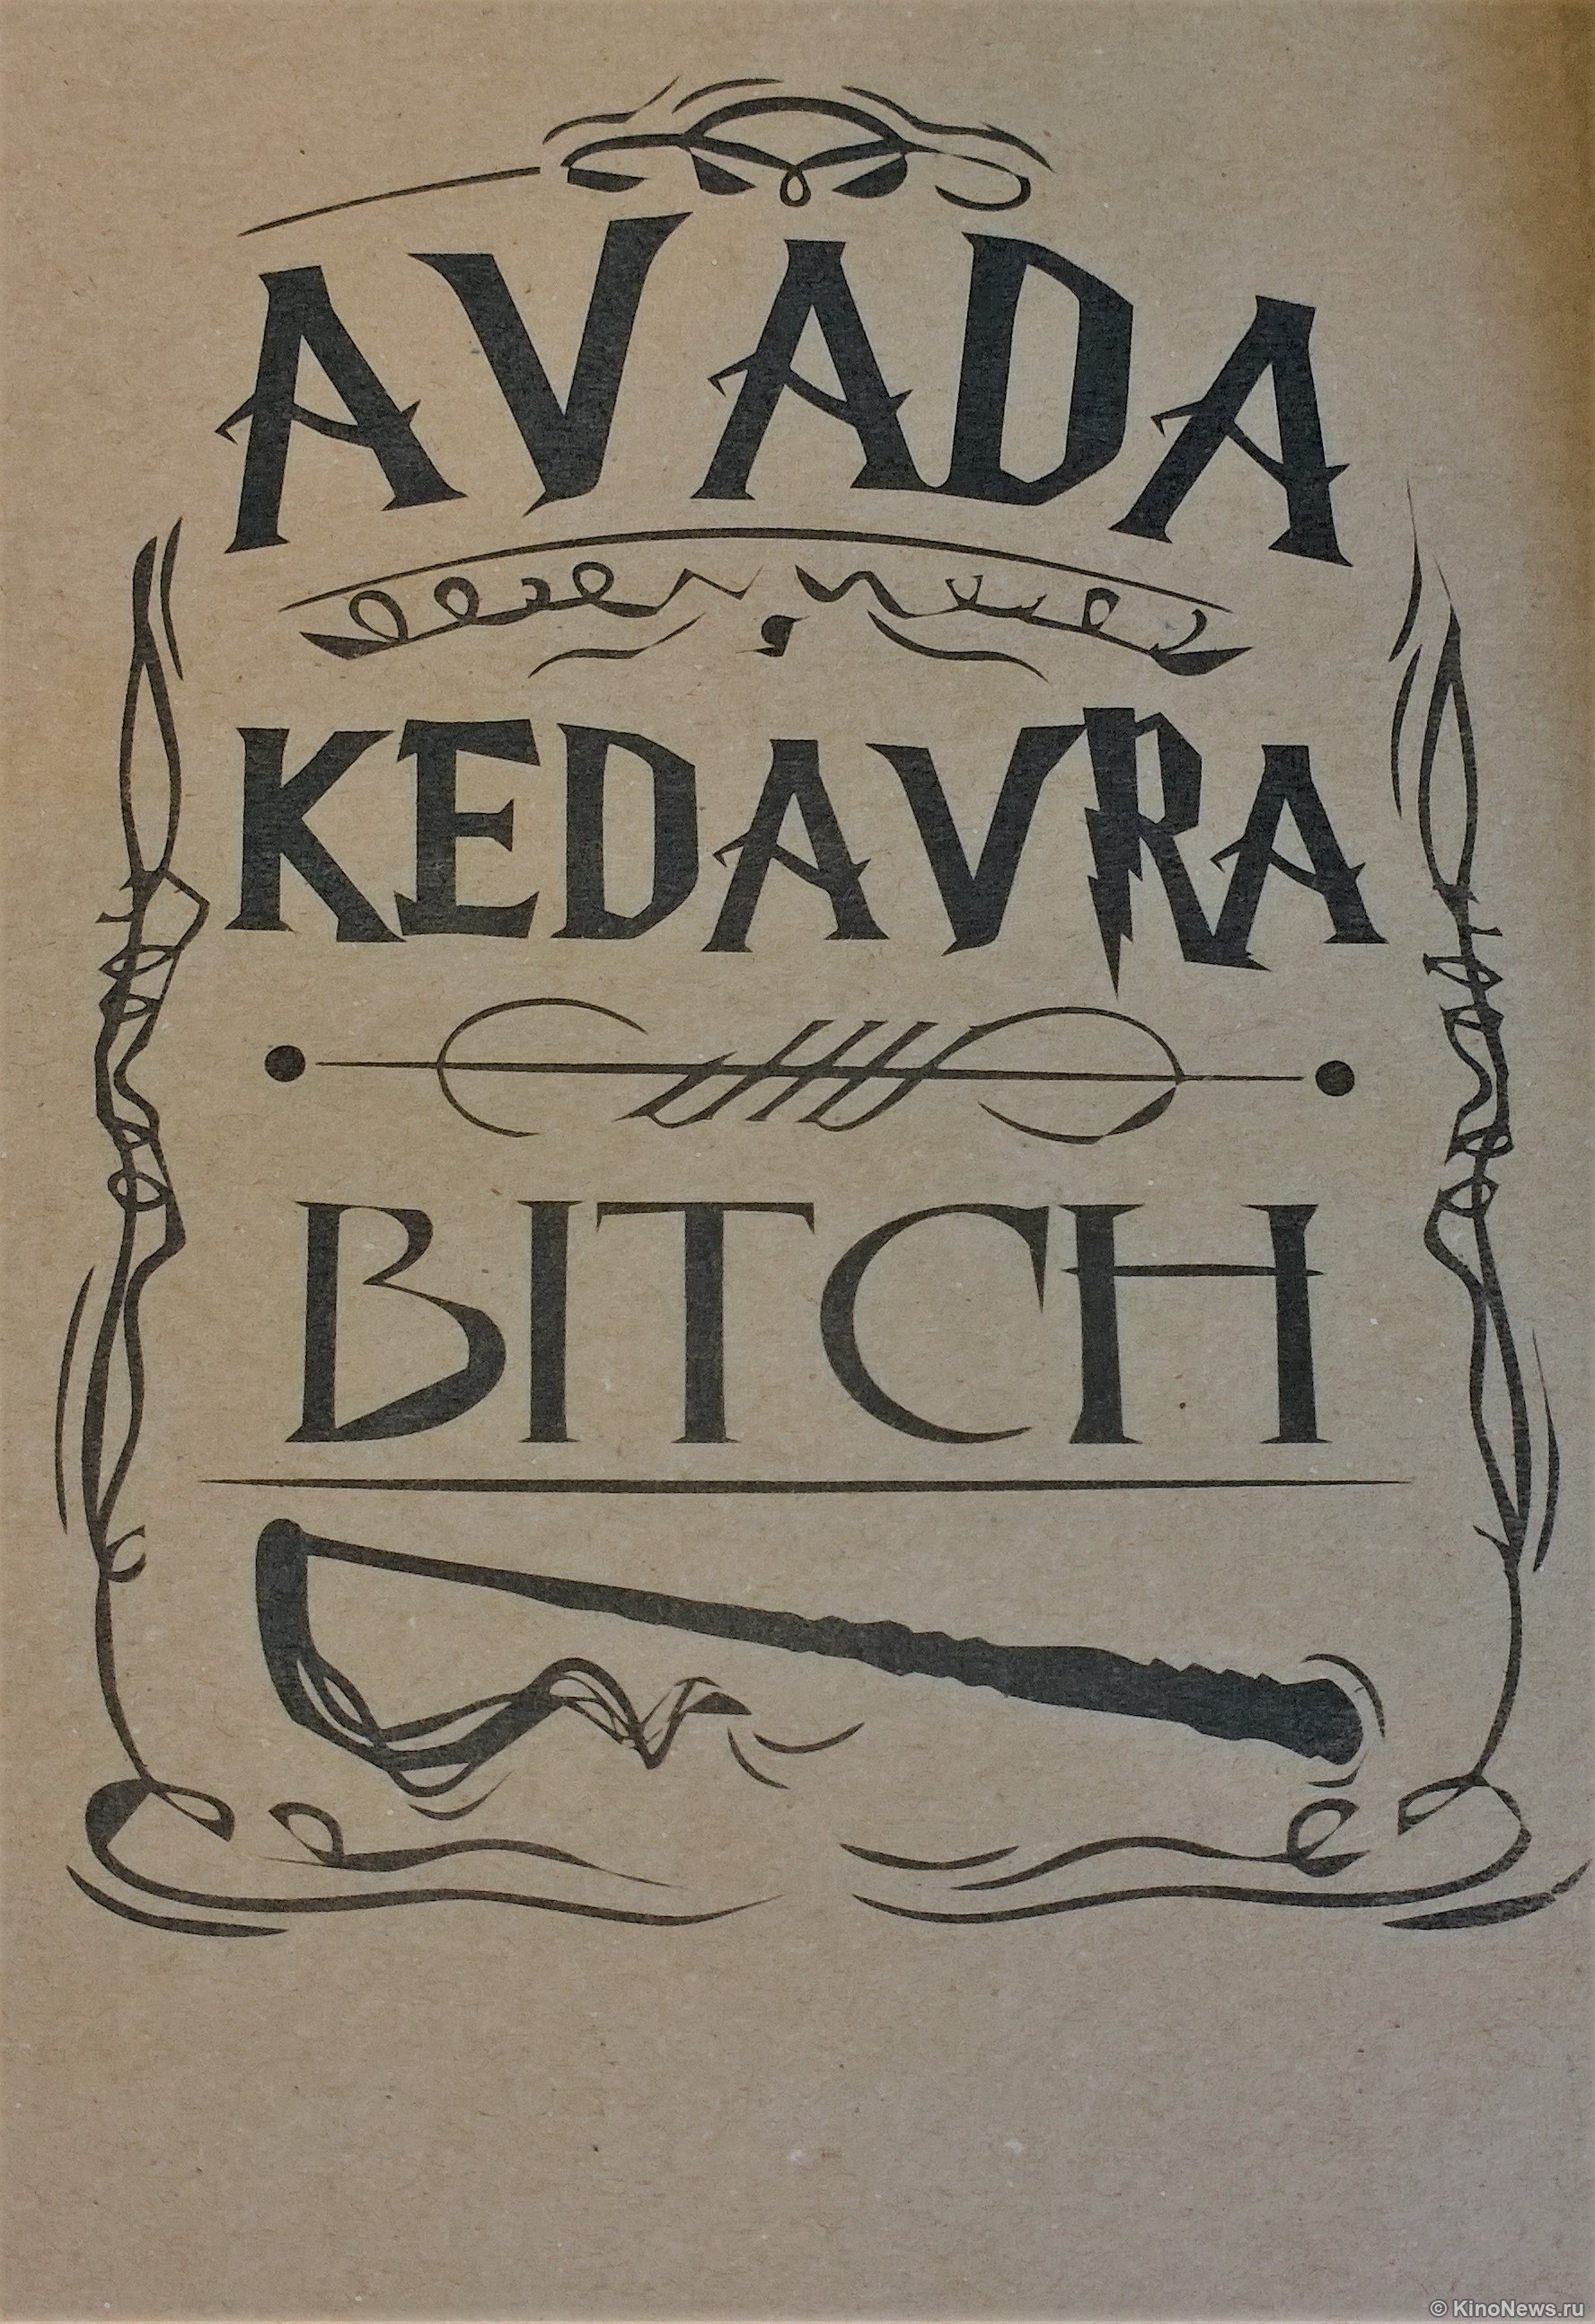 AVADA
KEDAVRA
BITCH
© KinoNews.ru